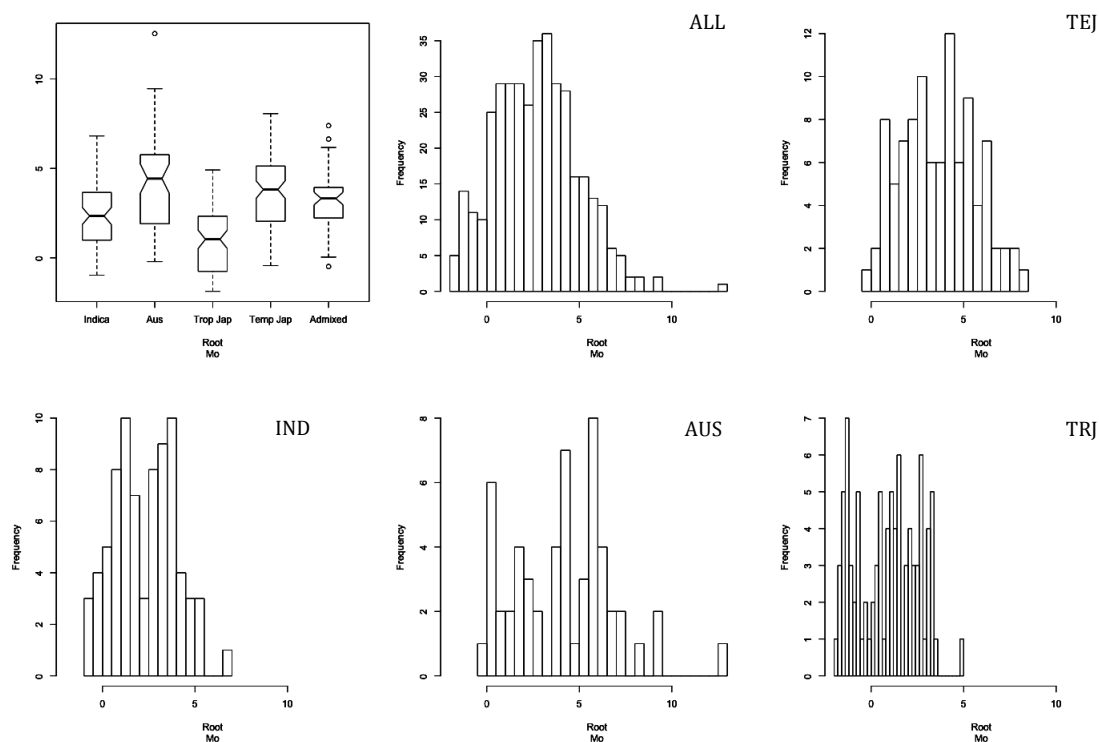 10
5
0
Indica Aus Trop Jap Temp Jap Admixed
Root
Mo
ALL
Frequency
35
30
25
20
15
10
5
0
0 5 10
Root
Mo
TEJ
Frequency
12
10
8
6
4
2
0
0 5 10
Root
Mo
IND
Frequency
10
8
6
4
2
0
0 5 10
Root
Mo
AUS
Frequency
8
6
4
2
0
0 5 10
Root
Mo
TRJ
Frequency
7
6
5
4
3
2
1
0
0 5 10
Root
Mo